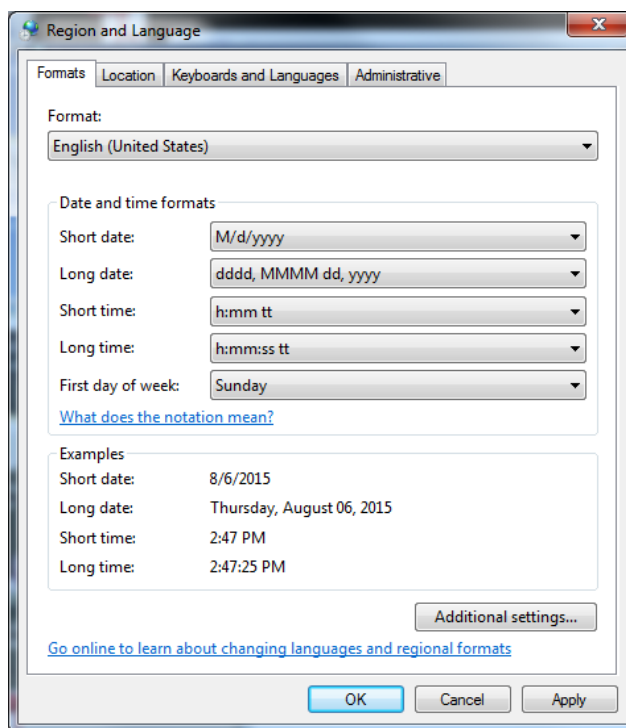 Region and Language
Formats Location Keyboards and Languages Administrative
Format:
English (United States)
Date and time formats
Short date: M/d/yyyy
Long date: dddd, MMMM dd, yyyy
Short time: h:mm tt
Long time: h:mm:ss tt
First day of week: Sunday
What does the notation mean?
Examples
Short date: 8/6/2015
Long date: Thursday, August 06, 2015
Short time: 2:47 PM
Long time: 2:47:25 PM
Additional settings...
Go online to learn about changing languages and regional formats
OK Cancel Apply